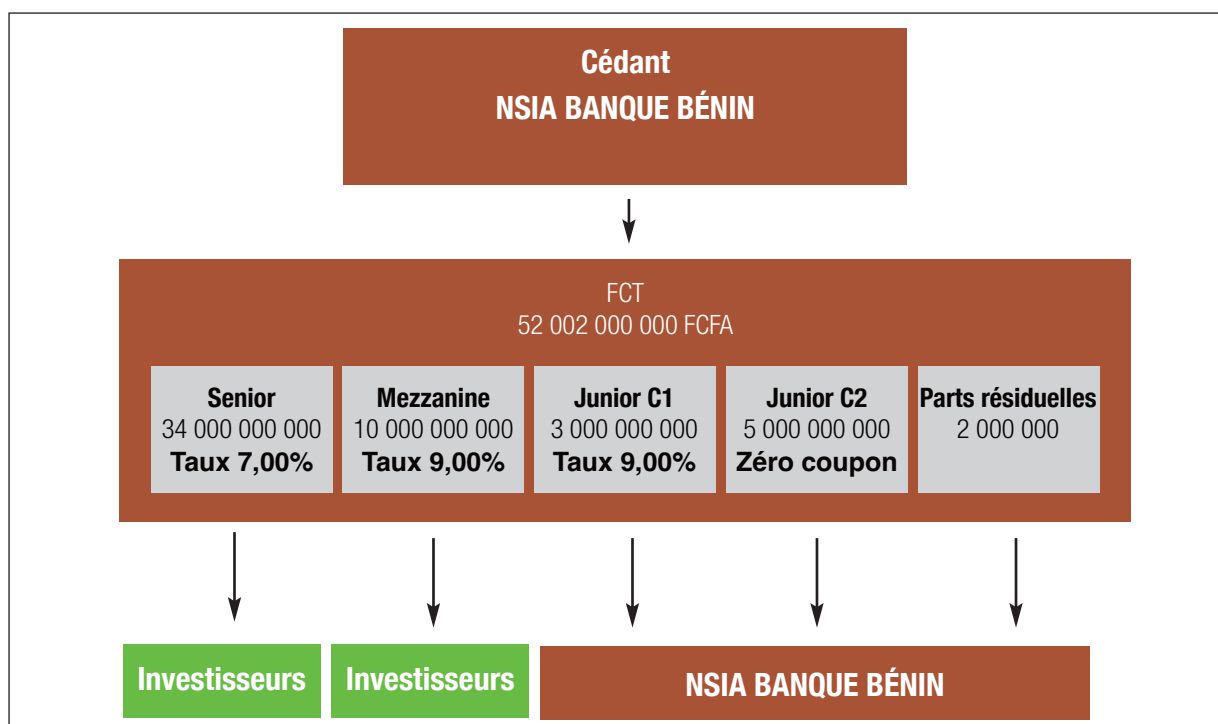 Cédant
NSIA BANQUE BÉNIN
FCT
52 002 000 000 FCFA
Senior
34 000 000 000
Taux 7,00%
Mezzanine
10 000 000 000
Taux 9,00%
Junior C1
3 000 000 000
Taux 9,00%
Junior C2
5 000 000 000
Zéro coupon
Parts résiduelles
2 000 000
Investisseurs
Investisseurs
NSIA BANQUE BÉNIN